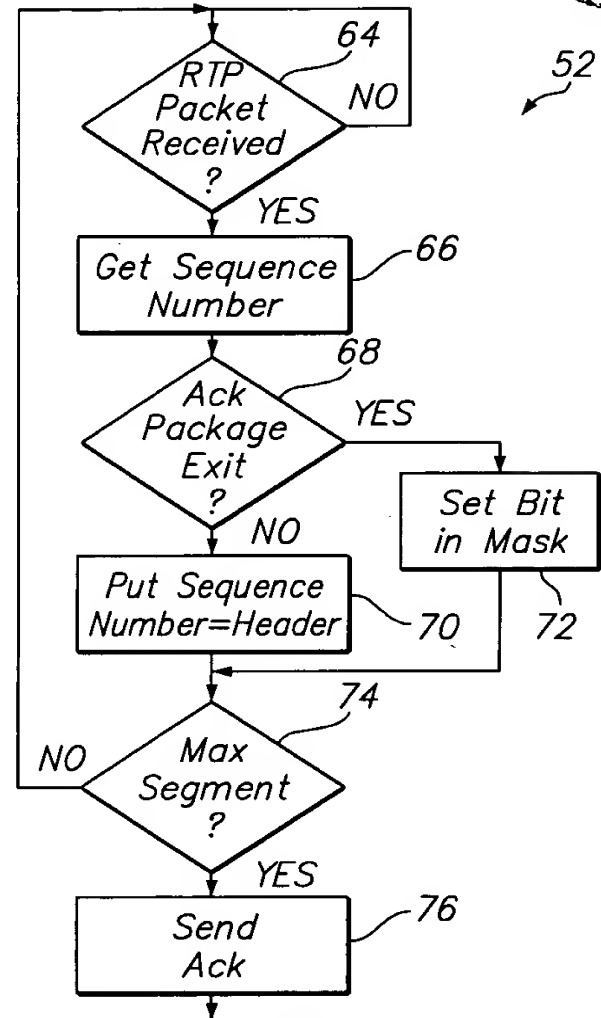 64
52
RTP
Packet
Received
?
NO
YES
Get Sequence
Number
66
68
Ack
Package
Exit
?
YES
Set Bit
in Mask
72
NO
Put Sequence
Number=Header
70
74
Max
Segment
?
NO
YES
Send
Ack
76